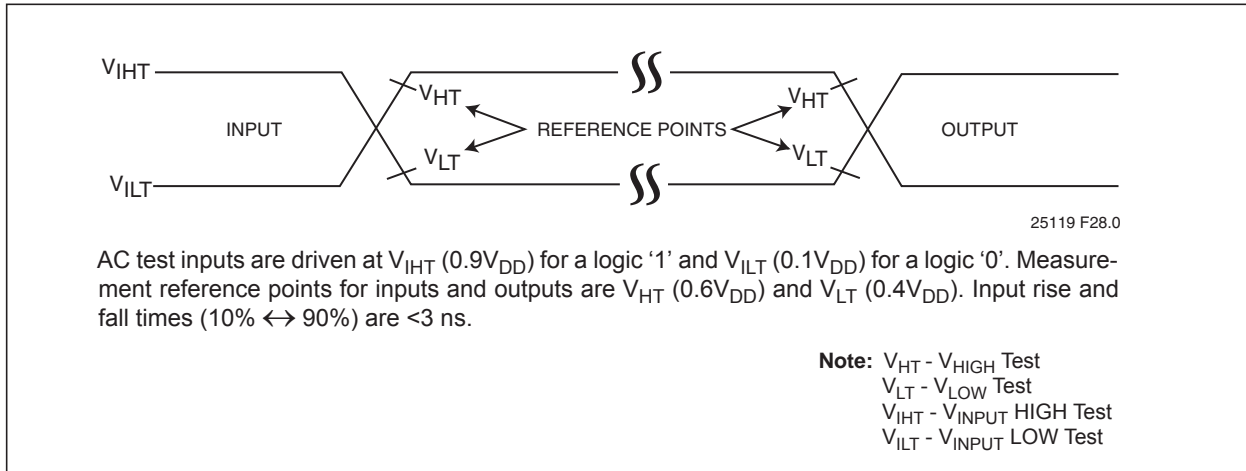 VIHT
VHT
VHT
INPUT
REFERENCE POINTS
OUTPUT
VLT
VLT
VILT
25119 F28.0
AC test inputs are driven at VIHT (0.9VDD) for a logic ‘1’ and VILT (0.1VDD) for a logic ‘0’. Measure-
ment reference points for inputs and outputs are VHT (0.6VDD) and VLT (0.4VDD). Input rise and
fall times (10% ↔ 90%) are <3 ns.
Note: VHT - VHIGH Test
VLT - VLOW Test
VIHT - VINPUT HIGH Test
VILT - VINPUT LOW Test